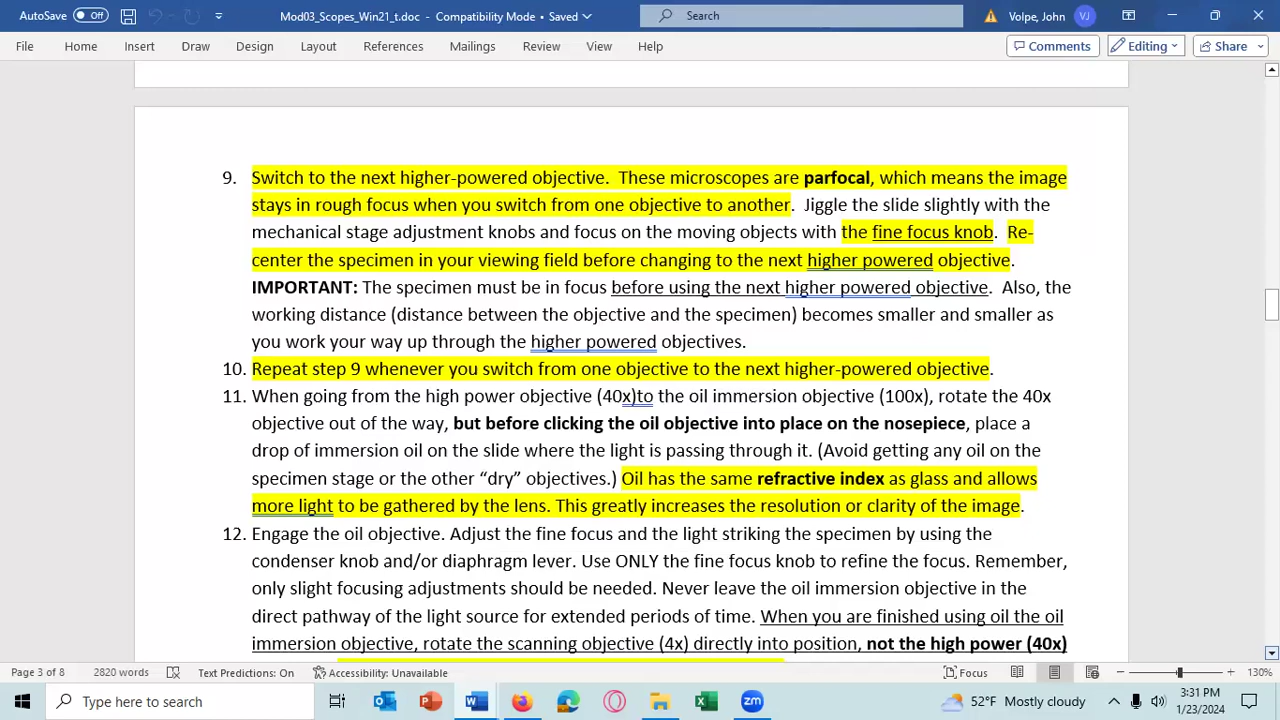 AutoSave Off Mod03_Scopes_Win21_t.doc - Compatibility Mode • Saved Search Volpe, John VJ
File Home Insert Draw Design Layout References Mailings Review View Help Comments Editing Share
9. Switch to the next higher-powered objective. These microscopes are parfocal, which means the image
stays in rough focus when you switch from one objective to another. Jiggle the slide slightly with the
mechanical stage adjustment knobs and focus on the moving objects with the fine focus knob. Re-
center the specimen in your viewing field before changing to the next higher powered objective.
IMPORTANT: The specimen must be in focus before using the next higher powered objective. Also, the
working distance (distance between the objective and the specimen) becomes smaller and smaller as
you work your way up through the higher powered objectives.
10. Repeat step 9 whenever you switch from one objective to the next higher-powered objective.
11. When going from the high power objective (40x)to the oil immersion objective (100x), rotate the 40x
objective out of the way, but before clicking the oil objective into place on the nosepiece, place a
drop of immersion oil on the slide where the light is passing through it. (Avoid getting any oil on the
specimen stage or the other “dry” objectives.) Oil has the same refractive index as glass and allows
more light to be gathered by the lens. This greatly increases the resolution or clarity of the image.
12. Engage the oil objective. Adjust the fine focus and the light striking the specimen by using the
condenser knob and/or diaphragm lever. Use ONLY the fine focus knob to refine the focus. Remember,
only slight focusing adjustments should be needed. Never leave the oil immersion objective in the
direct pathway of the light source for extended periods of time. When you are finished using oil the oil
immersion objective, rotate the scanning objective (4x) directly into position, not the high power (40x)
Page 3 of 8 2820 words Text Predictions: On Accessibility: Unavailable Focus 130%
Type here to search 52°F Mostly cloudy 3:31 PM
1/23/2024